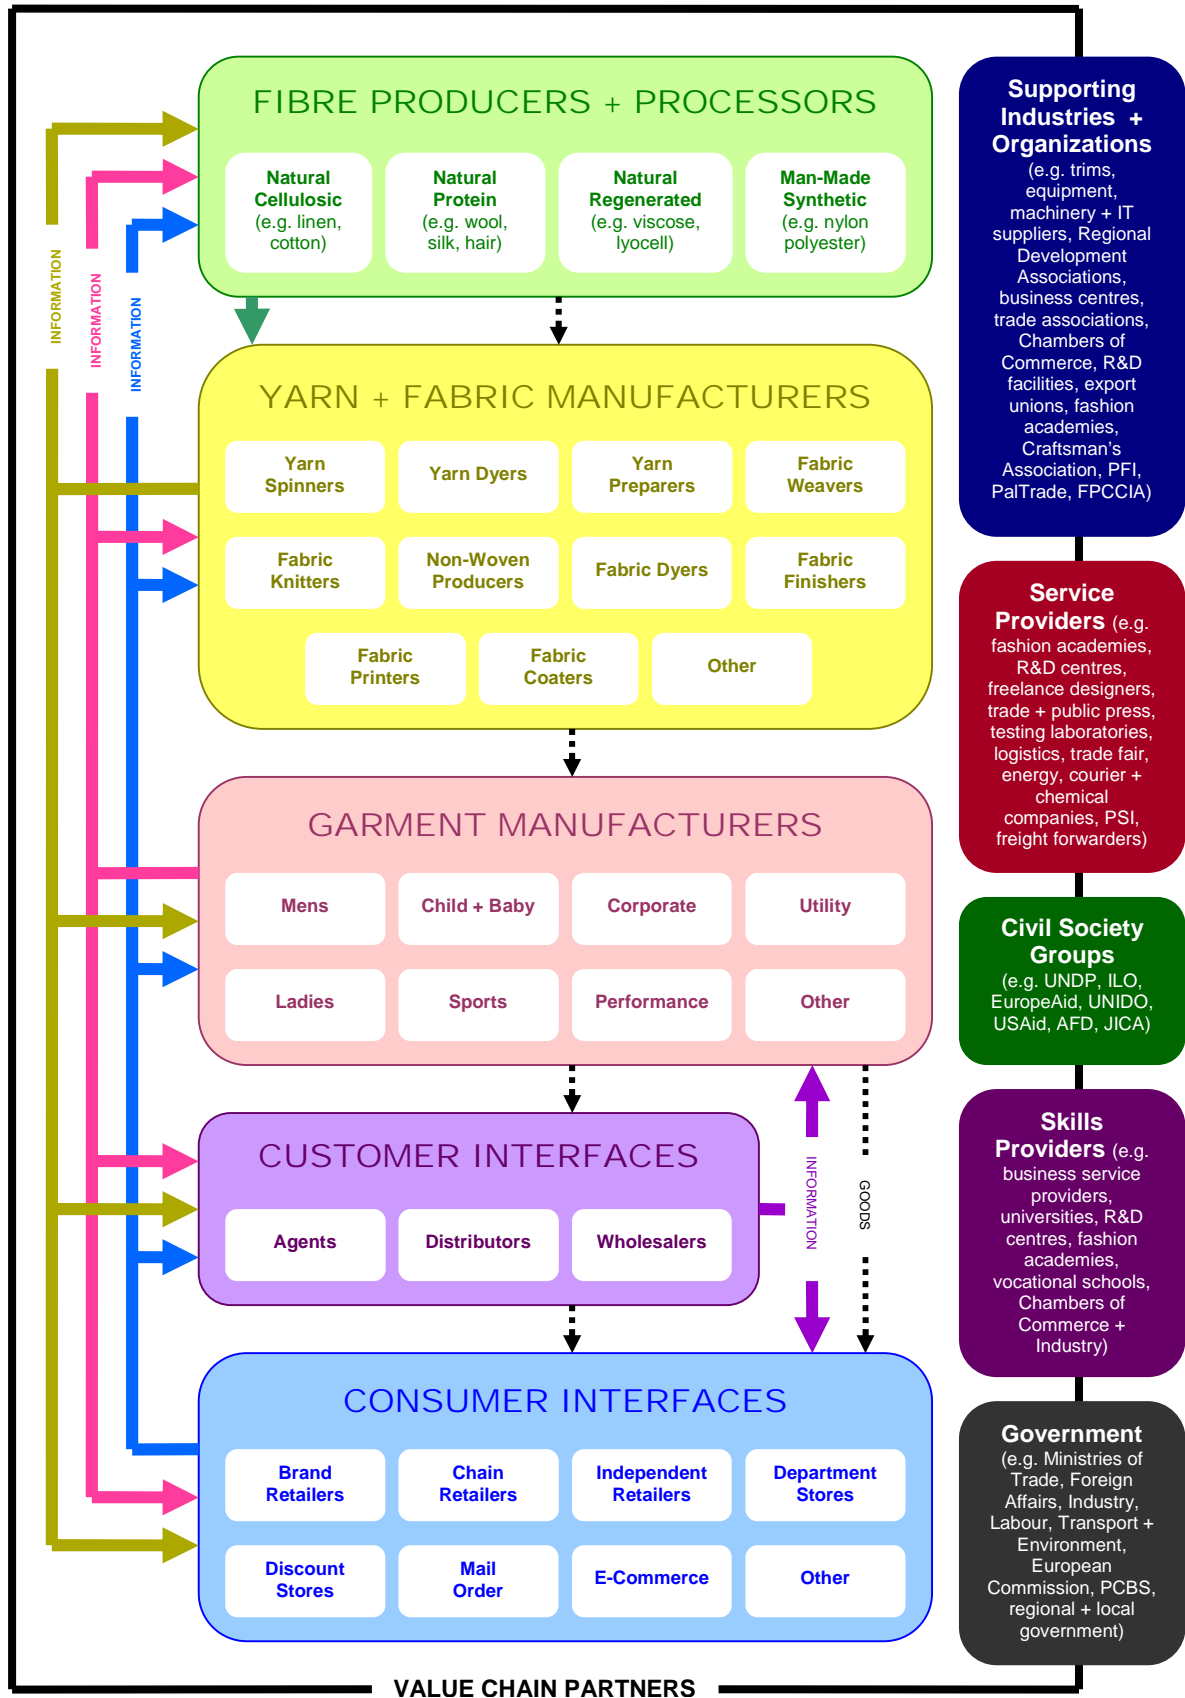 FIBRE PRODUCERS + PROCESSORS
Natural
Cellulosic
(e.g. linen,
cotton)
Natural
Protein
(e.g. wool,
silk, hair)
Natural
Regenerated
(e.g. viscose,
lyocell)
Man-Made
Synthetic
(e.g. nylon
polyester)
INFORMATION
INFORMATION
INFORMATION
YARN + FABRIC MANUFACTURERS
Yarn
Spinners
Yarn Dyers
Yarn
Preparers
Fabric
Weavers
Fabric
Knitters
Non-Woven
Producers
Fabric Dyers
Fabric
Finishers
Fabric
Printers
Fabric
Coaters
Other
GARMENT MANUFACTURERS
Mens
Child + Baby
Corporate
Utility
Ladies
Sports
Performance
Other
CUSTOMER INTERFACES
Agents
Distributors
Wholesalers
INFORMATION
GOODS
CONSUMER INTERFACES
Brand
Retailers
Chain
Retailers
Independent
Retailers
Department
Stores
Discount
Stores
Mail
Order
E-Commerce
Other
Supporting
Industries +
Organizations
(e.g. trims,
equipment,
machinery + IT
suppliers, Regional
Development
Associations,
business centres,
trade associations,
Chambers of
Commerce, R&D
facilities, export
unions, fashion
academies,
Craftsman's
Association, PFI,
PalTrade, FPCCIA)
Service
Providers (e.g.
fashion academies,
R&D centres,
freelance designers,
trade + public press,
testing laboratories,
logistics, trade fair,
energy, courier +
chemical
companies, PSI,
freight forwarders)
Civil Society
Groups
(e.g. UNDP, ILO,
EuropeAid, UNIDO,
USAid, AFD, JICA)
Skills
Providers (e.g.
business service
providers,
universities, R&D
centres, fashion
academies,
vocational schools,
Chambers of
Commerce +
Industry)
Government
(e.g. Ministries of
Trade, Foreign
Affairs, Industry,
Labour, Transport +
Environment,
European
Commission, PCBS,
regional + local
government)
VALUE CHAIN PARTNERS